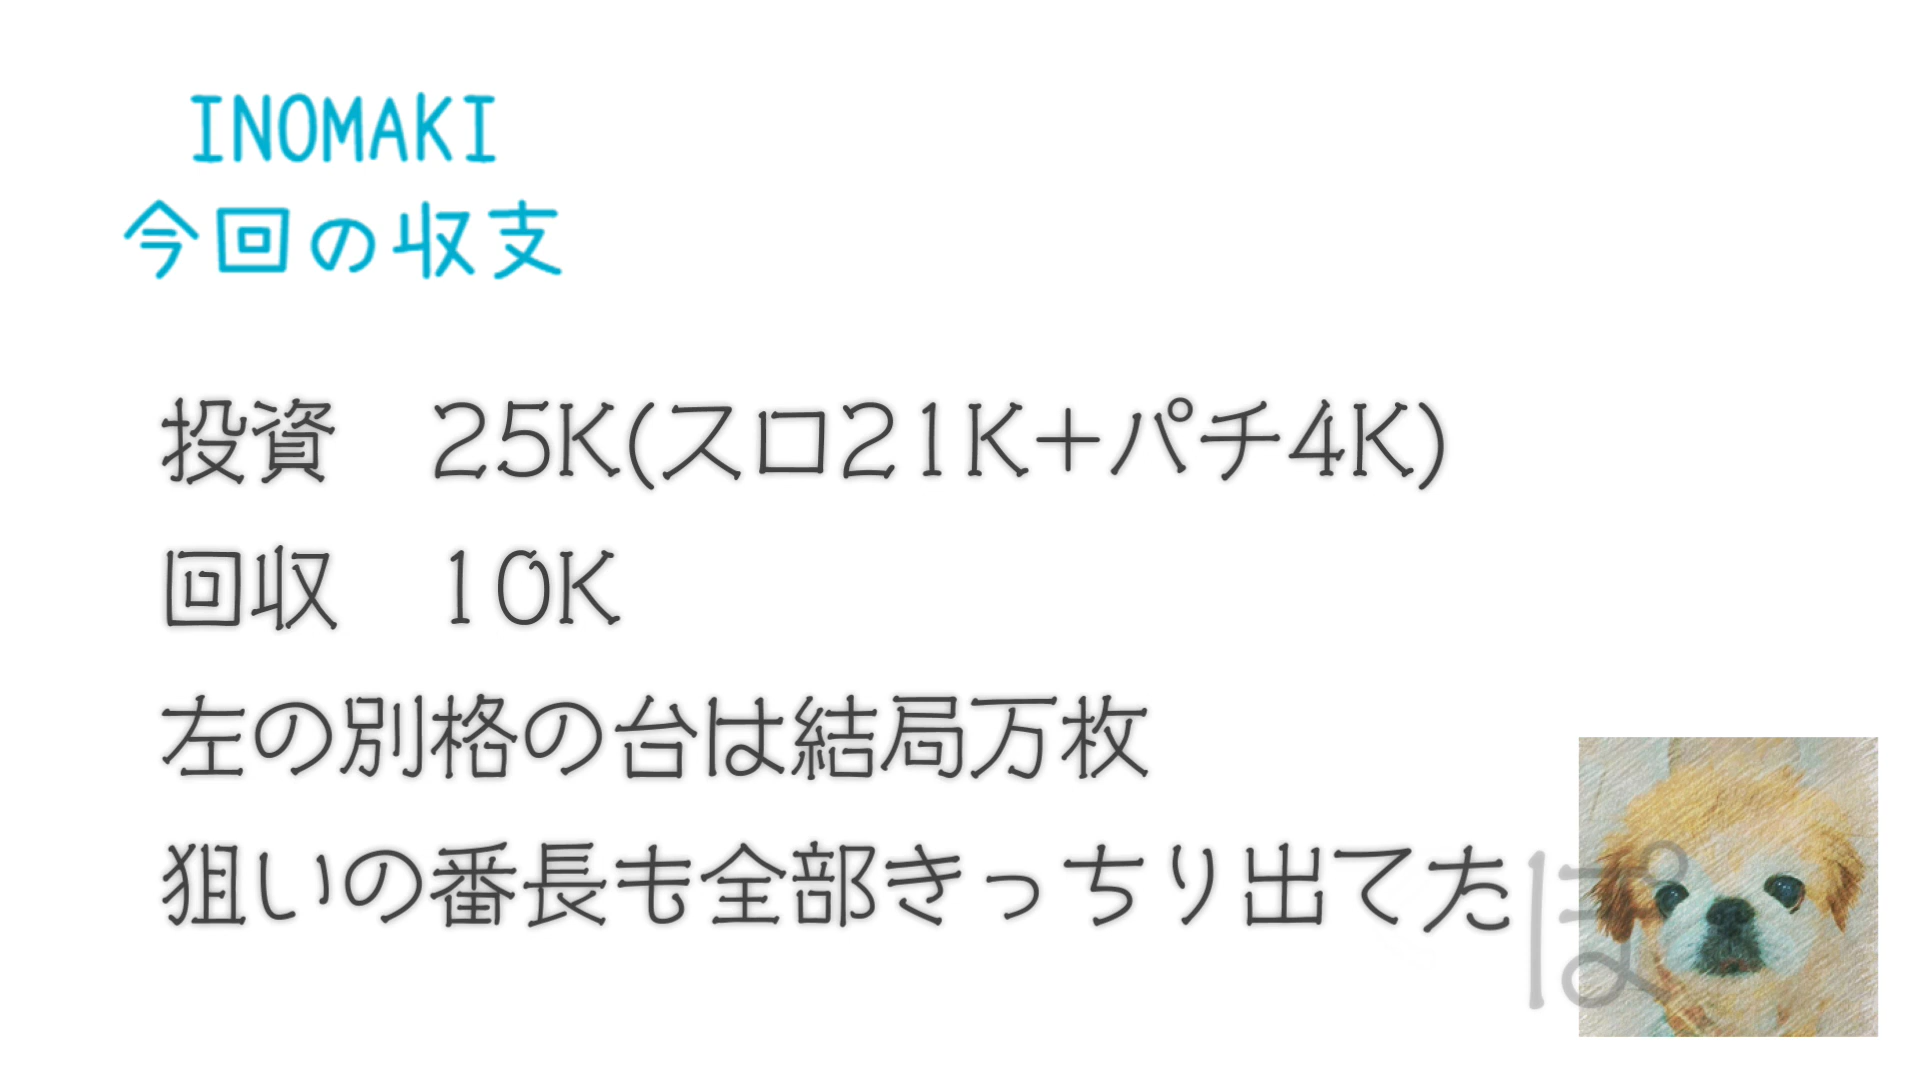 INOMAKI
今回の収支
投資　25K(スロ21K+パチ4K)
回収　10K
左の別格の台は結局万枚
狙いの番長も全部きっちり出てたぽ